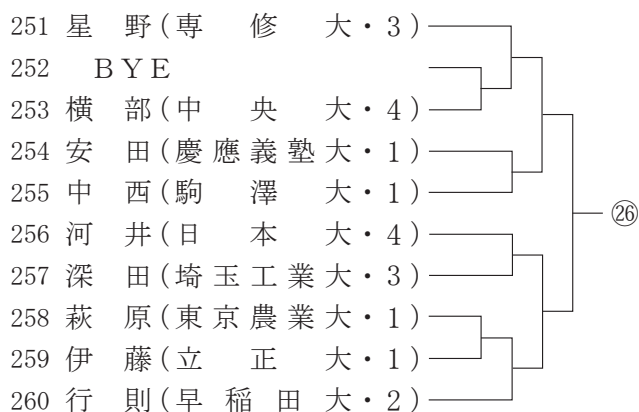 251 星野(専修大・3)
252 BYE
253 横部(中央大・4)
254 安田(慶應義塾大・1)
255 中西(駒澤大・1)
256 河井(日本大・4)
257 深田(埼玉工業大・3)
258 萩原(東京農業大・1)
259 伊藤(立正大・1)
260 行則(早稲田大・2)
㉖